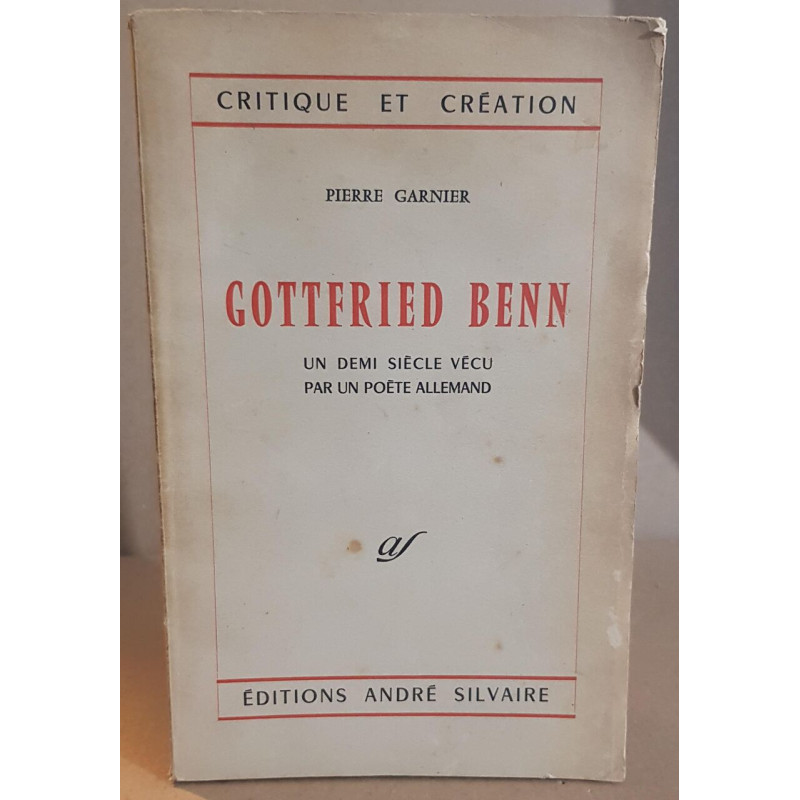 CRITIQUE ET CRÉATION
PIERRE GARNIER
GOTTFRIED BENN
UN DEMI SIÈCLE VÉCU
PAR UN POÈTE ALLEMAND
as
ÉDITIONS ANDRÉ SILVAIRE